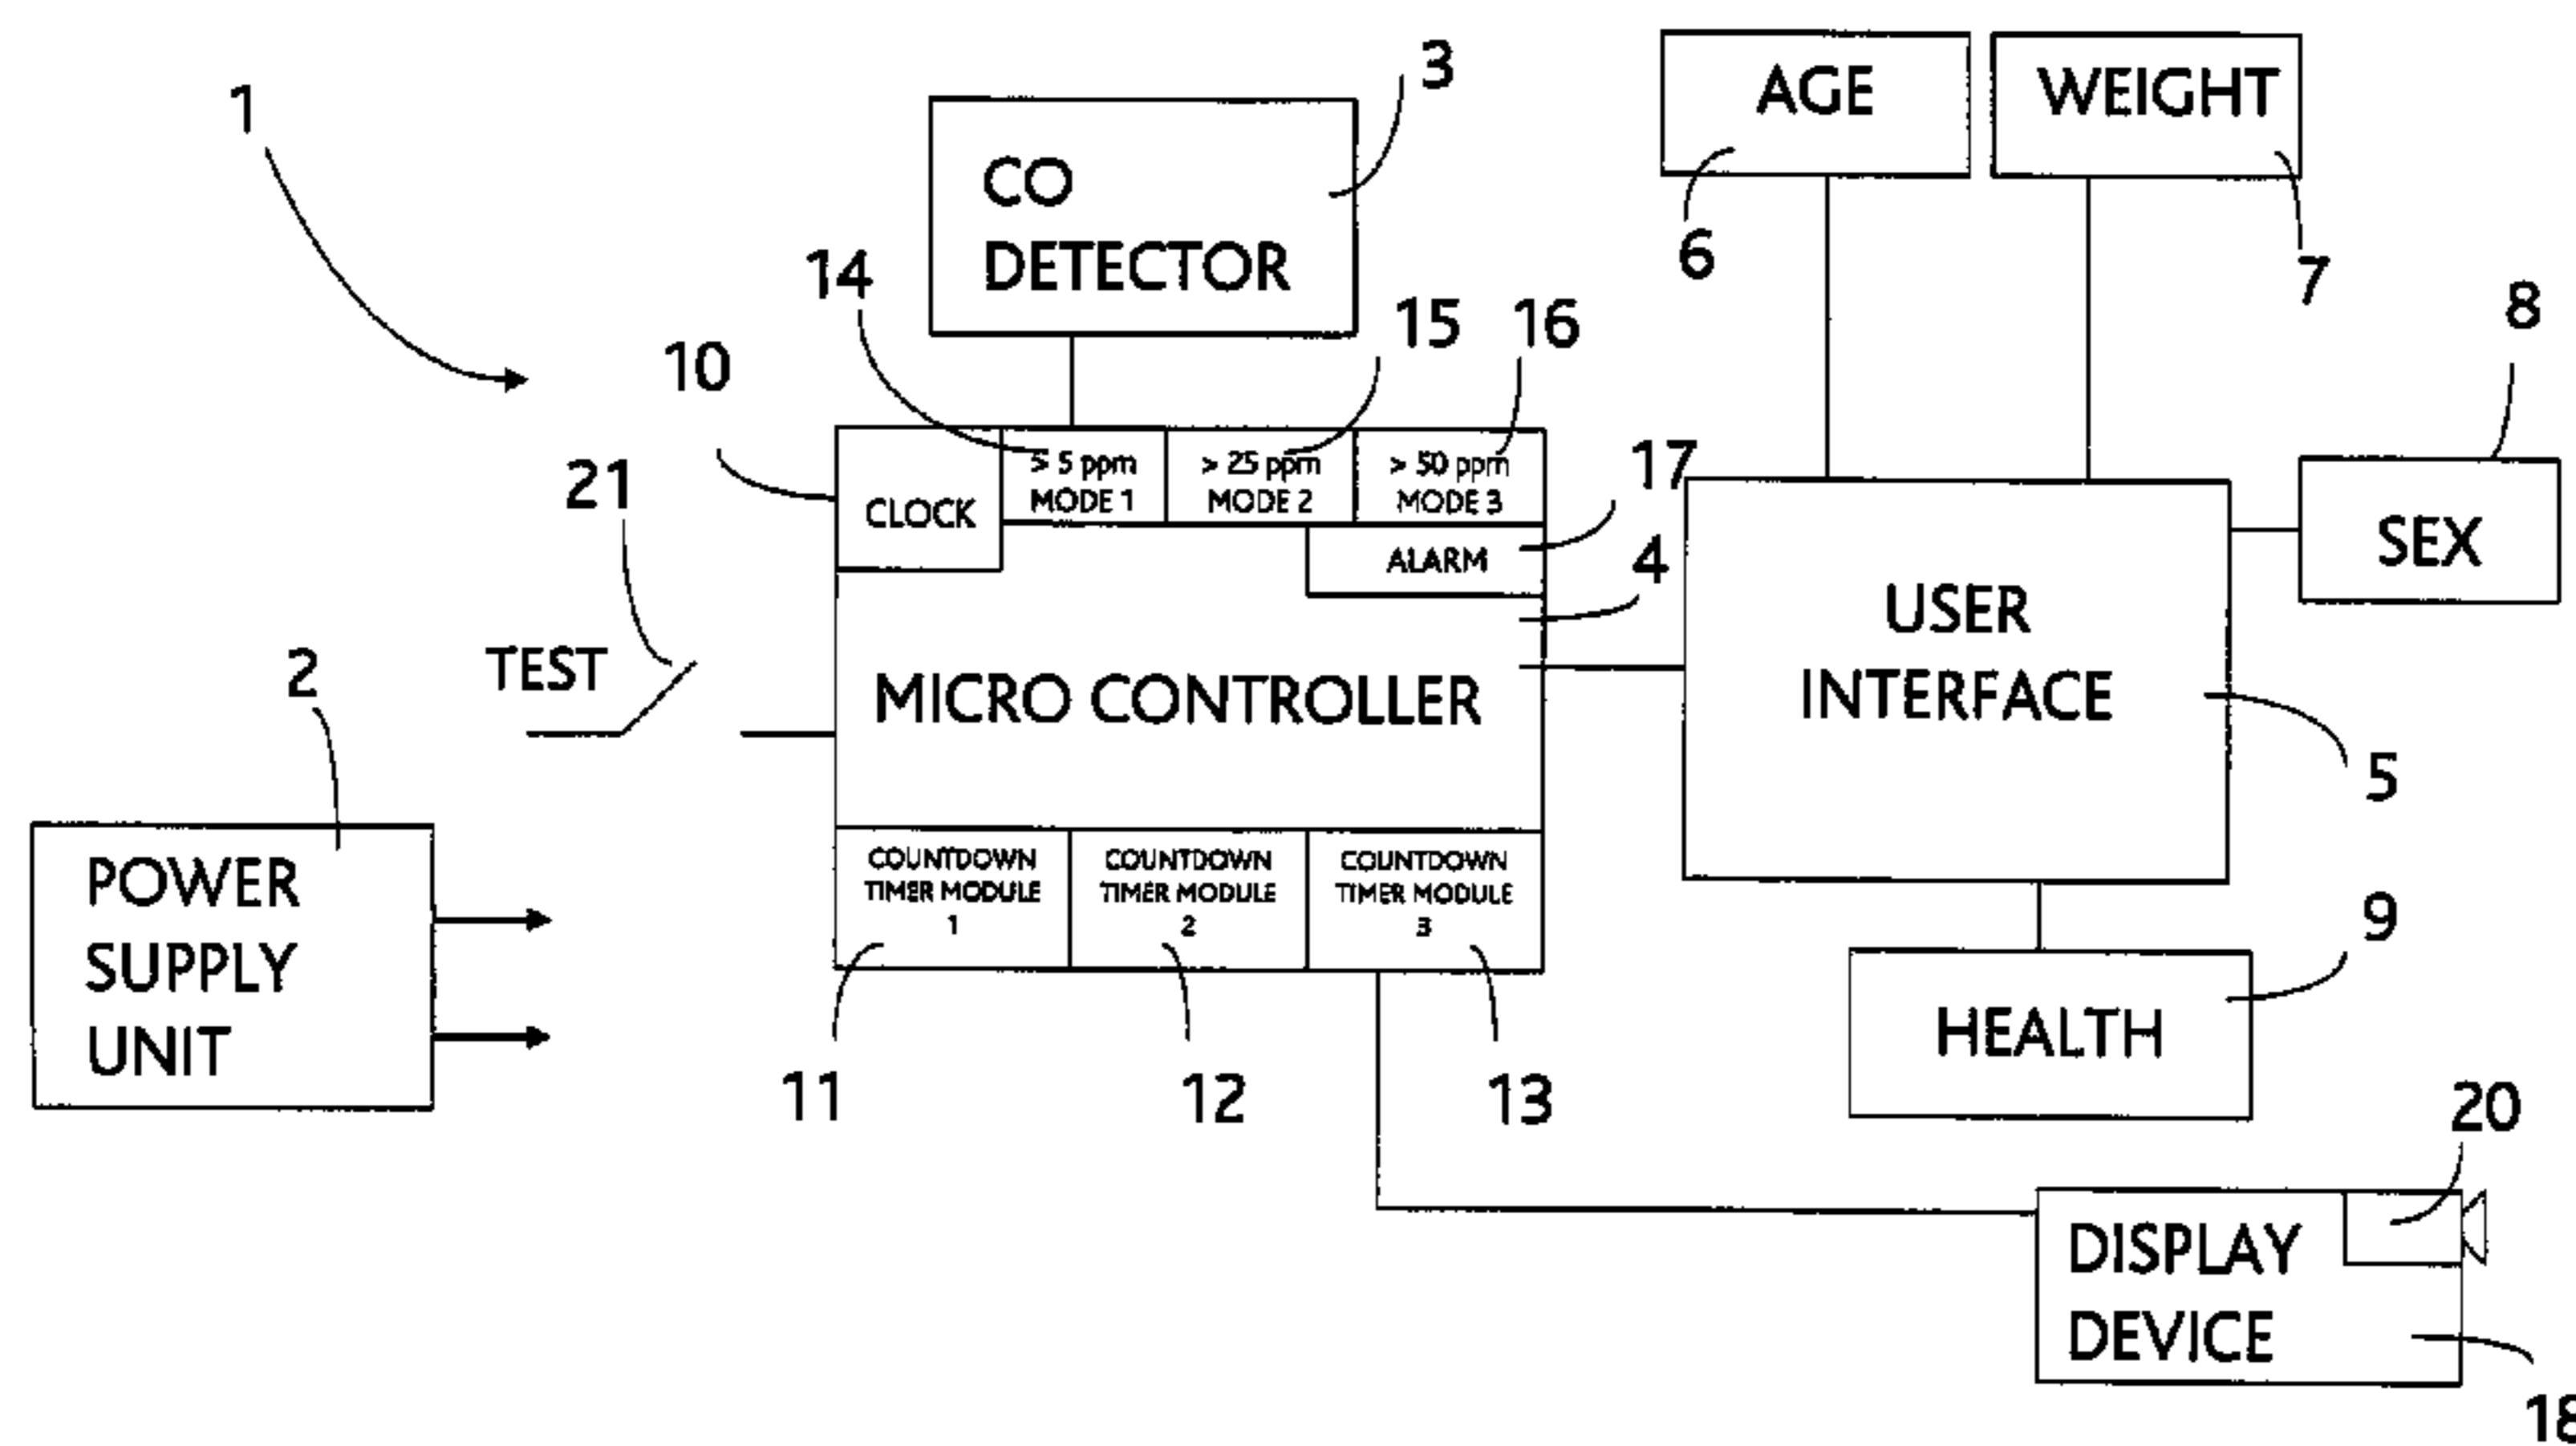 1
3
CO
DETECTOR
AGE
6
WEIGHT
7
8
SEX
14
15
16
10
CLOCK
> 5 ppm
MODE 1
> 25 ppm
MODE 2
> 50 ppm
MODE 3
17
ALARM
4
21
TEST
MICRO CONTROLLER
USER
INTERFACE
5
2
POWER
SUPPLY
UNIT
COUNTDOWN
TIMER MODULE
1
COUNTDOWN
TIMER MODULE
2
COUNTDOWN
TIMER MODULE
3
11
12
13
9
HEALTH
20
DISPLAY
DEVICE
18